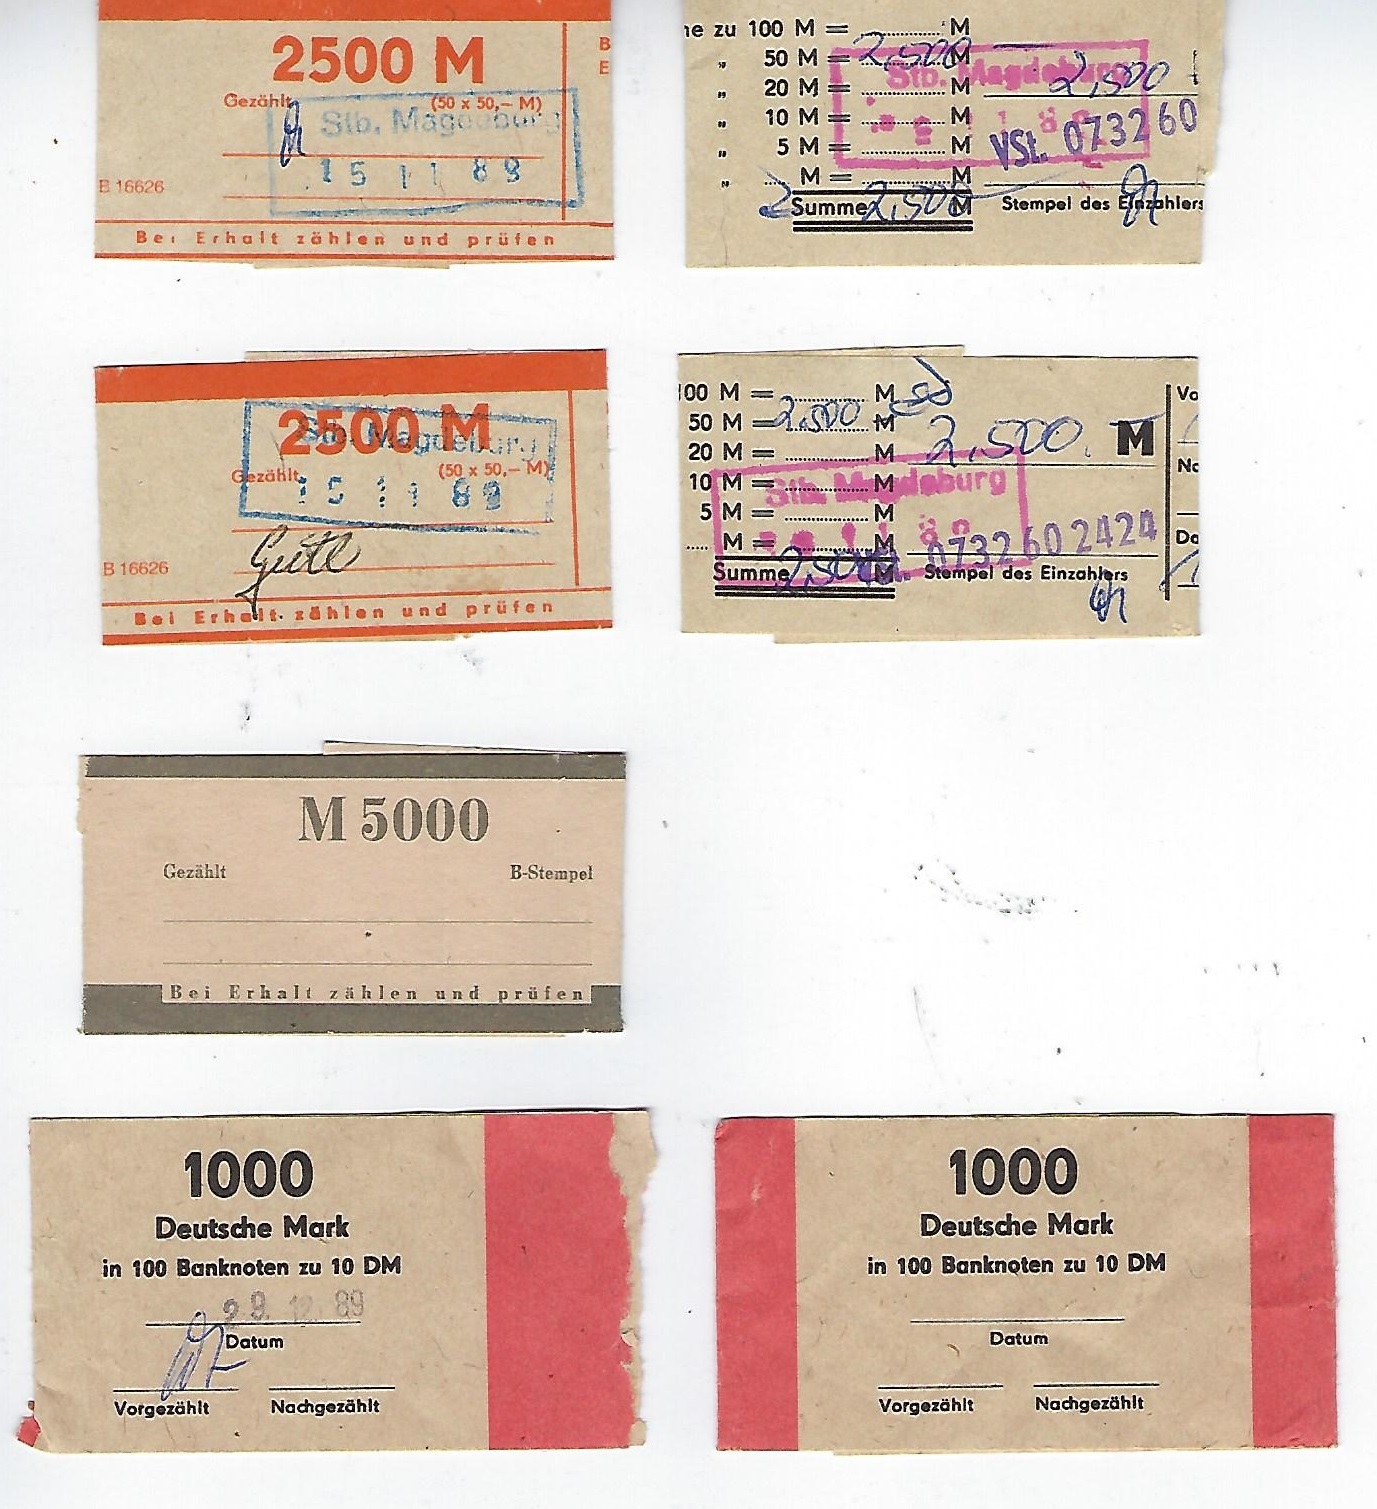 2500 M
Gezählt
(50 x 50,– M)
Stb. Magdeburg
15 11 89
B 16626
Bei Erhalt zählen und prüfen
ne zu 100 M = M
„ 50 M = 2,500 M
„ 20 M = M 2,500
„ 10 M = M
„ 5 M = M
„ M = M
Summe 2,500 M
Stb. Magdeburg
VSt. 073260
Stempel des Einzahlers
2500 M
Stb. Magdeburg
Gezählt
(50 x 50,– M)
15 11 89
B 16626
Bei Erhalt zählen und prüfen
100 M = M
50 M = 2,500 M
2,500 M
20 M = M
10 M = M
5 M = M
M = M
Summe 2,500 M
Stb. Magdeburg
0732602424
Stempel des Einzahlers
M 5000
Gezählt
B-Stempel
Bei Erhalt zählen und prüfen
1000
Deutsche Mark
in 100 Banknoten zu 10 DM
29. 12. 89
Datum
Vorgezählt
Nachgezählt
1000
Deutsche Mark
in 100 Banknoten zu 10 DM
Datum
Vorgezählt
Nachgezählt